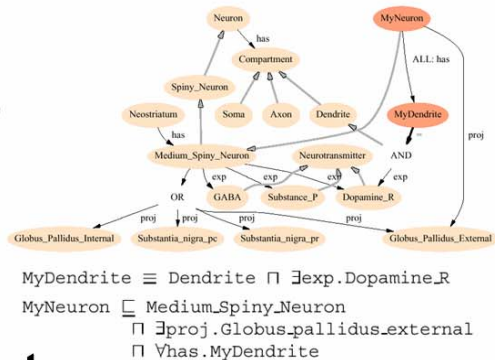 Neuron
MyNeuron
has
Compartment
ALL: has
Spiny_Neuron
Neostriatum
Soma
Axon
Dendrite
MyDendrite
=
has
proj
Medium_Spiny_Neuron
Neurotransmitter
AND
exp
exp
exp
exp
OR
GABA
Substance_P
Dopamine_R
proj
proj
proj
proj
Globus_Pallidus_Internal
Substantia_nigra_pc
Substantia_nigra_pr
Globus_Pallidus_External
MyDendrite ≡ Dendrite ⊓ ∃exp.Dopamine_R
MyNeuron ⊑ Medium_Spiny_Neuron
⊓ ∃proj.Globus_pallidus_external
⊓ ∀has.MyDendrite